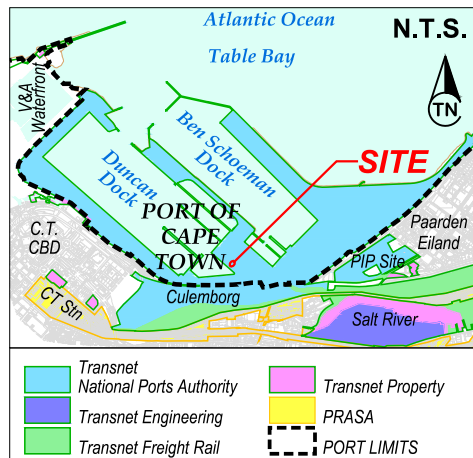 Atlantic Ocean
Table Bay
N.T.S.
TN
V&A
Waterfront
Ben Schoeman
Dock
Duncan
Dock
SITE
PORT OF
CAPE
TOWN
C.T.
CBD
Paarden
Eiland
PIP Site
Culemborg
CT Stn
Salt River
Transnet
National Ports Authority
Transnet Engineering
Transnet Freight Rail
Transnet Property
PRASA
PORT LIMITS